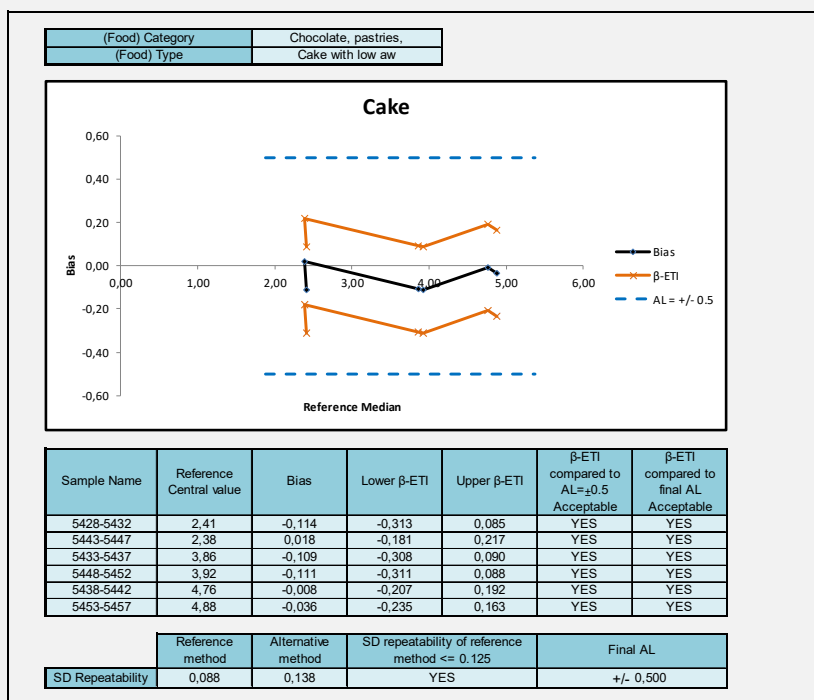 (Food) Category Chocolate, pastries,
(Food) Type Cake with low aw
Cake
0,60
0,40
0,20
0,00
-0,20
-0,40
-0,60
0,00 1,00 2,00 3,00 4,00 5,00 6,00
Bias
Reference Median
Bias
β-ETI
AL = +/- 0.5
Sample Name Reference Central value Bias Lower β-ETI Upper β-ETI β-ETI compared to AL=±0.5 Acceptable β-ETI compared to final AL Acceptable
5428-5432 2,41 -0,114 -0,313 0,085 YES YES
5443-5447 2,38 0,018 -0,181 0,217 YES YES
5433-5437 3,86 -0,109 -0,308 0,090 YES YES
5448-5452 3,92 -0,111 -0,311 0,088 YES YES
5438-5442 4,76 -0,008 -0,207 0,192 YES YES
5453-5457 4,88 -0,036 -0,235 0,163 YES YES
Reference method Alternative method SD repeatability of reference method <= 0.125 Final AL
SD Repeatability 0,088 0,138 YES +/- 0,500